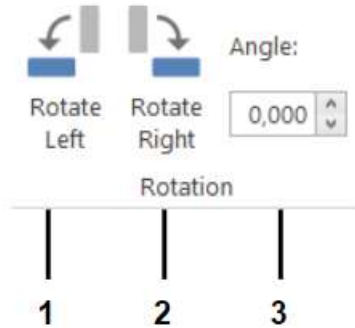 Angle:
Rotate Left
Rotate Right
0,000
Rotation
1 2 3